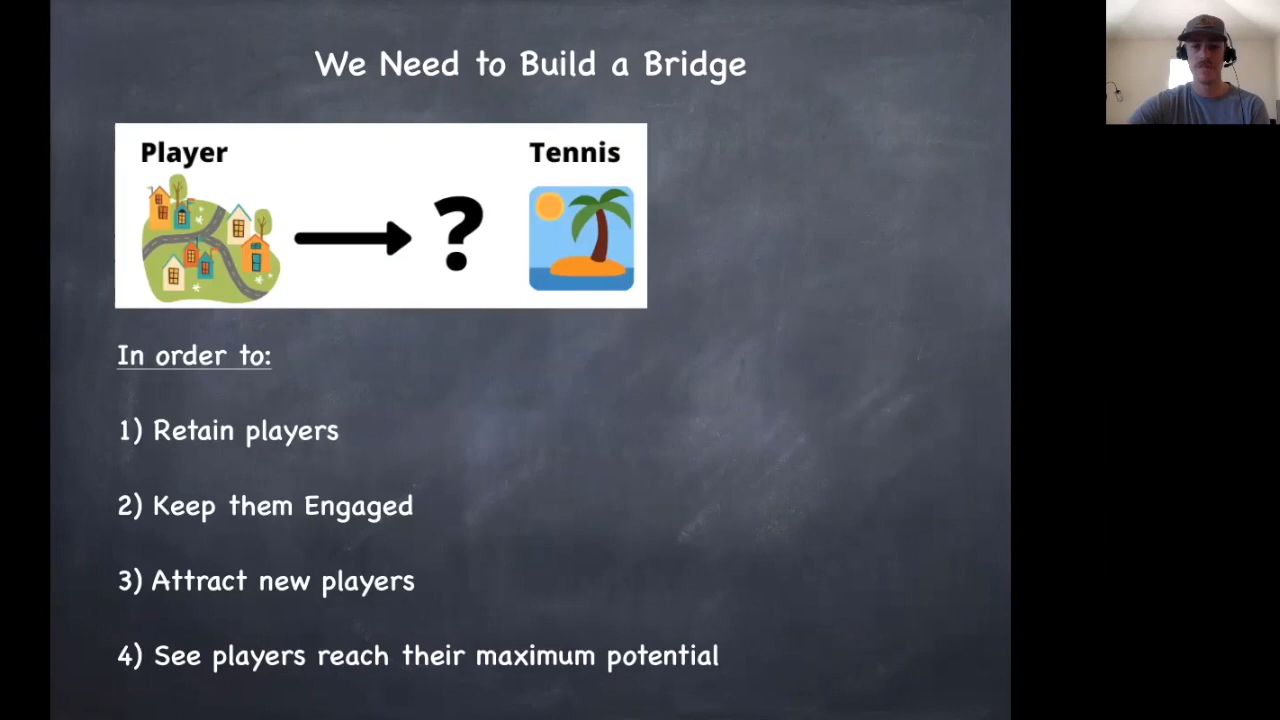 We Need to Build a Bridge
Player
Tennis
?
In order to:
1) Retain players
2) Keep them Engaged
3) Attract new players
4) See players reach their maximum potential